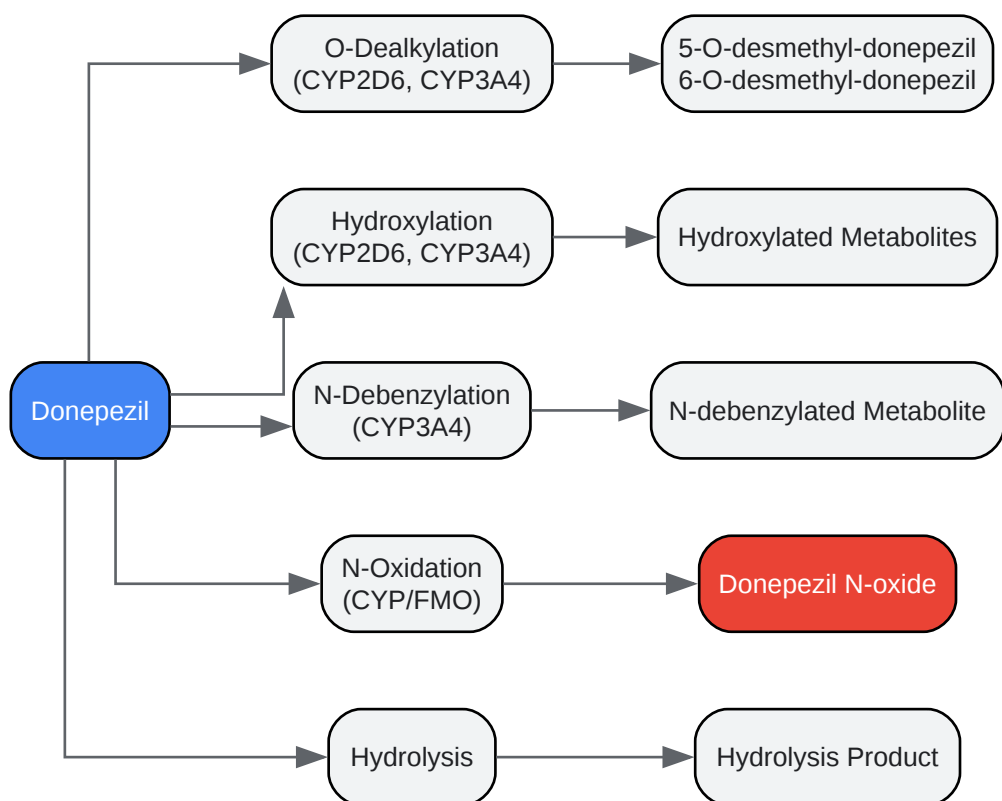 O-Dealkylation
(CYP2D6, CYP3A4)
5-O-desmethyl-donepezil
6-O-desmethyl-donepezil
Hydroxylation
(CYP2D6, CYP3A4)
Hydroxylated Metabolites
Donepezil
N-Debenzylation
(CYP3A4)
N-debenzylated Metabolite
N-Oxidation
(CYP/FMO)
Donepezil N-oxide
Hydrolysis
Hydrolysis Product